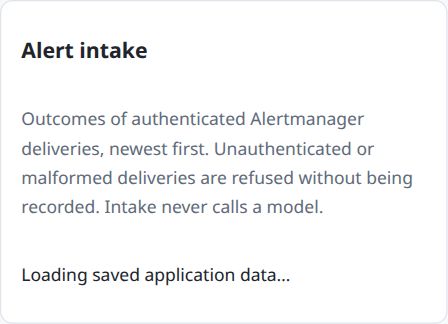 Alert intake
Outcomes of authenticated Alertmanager
deliveries, newest first. Unauthenticated or
malformed deliveries are refused without being
recorded. Intake never calls a model.
Loading saved application data...